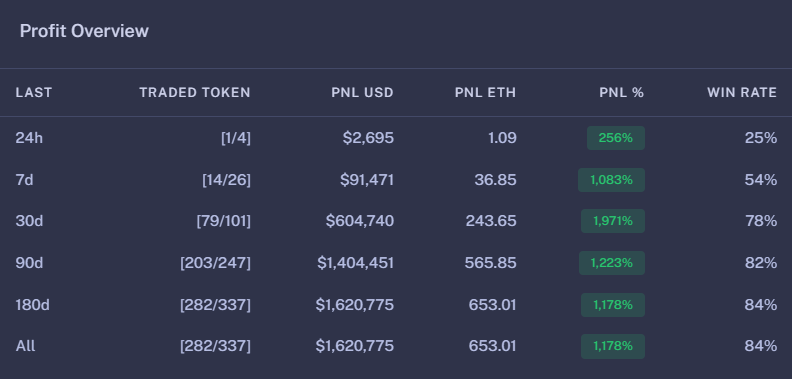 Profit Overview
LAST TRADED TOKEN PNL USD PNL ETH PNL % WIN RATE
24h [1/4] $2,695 1.09 256% 25%
7d [14/26] $91,471 36.85 1,083% 54%
30d [79/101] $604,740 243.65 1,971% 78%
90d [203/247] $1,404,451 565.85 1,223% 82%
180d [282/337] $1,620,775 653.01 1,178% 84%
All [282/337] $1,620,775 653.01 1,178% 84%